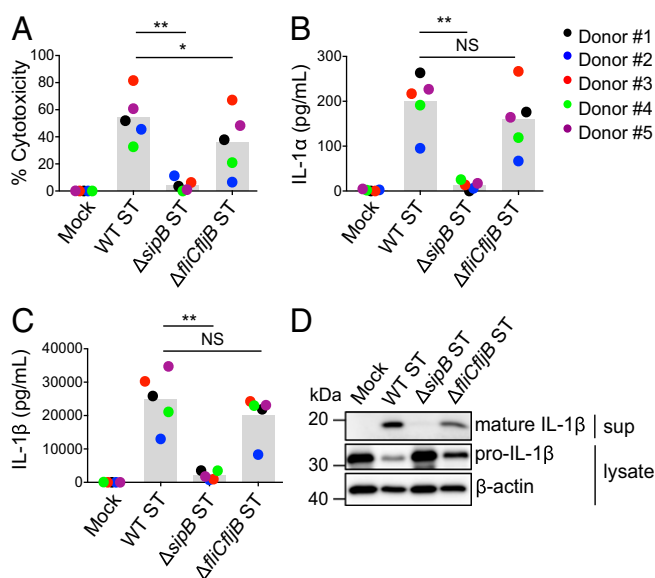 A
**
*
% Cytotoxicity
100
80
60
40
20
0
Mock
WT ST
ΔsipB ST
ΔfliCfljB ST
B
**
NS
IL-1α (pg/mL)
300
200
100
0
Mock
WT ST
ΔsipB ST
ΔfliCfljB ST
Donor #1
Donor #2
Donor #3
Donor #4
Donor #5
C
**
NS
IL-1β (pg/mL)
40000
30000
20000
10000
0
Mock
WT ST
ΔsipB ST
ΔfliCfljB ST
D
Mock
WT ST
ΔsipB ST
ΔfliCfljB ST
kDa
20
mature IL-1β
sup
30
pro-IL-1β
lysate
40
β-actin